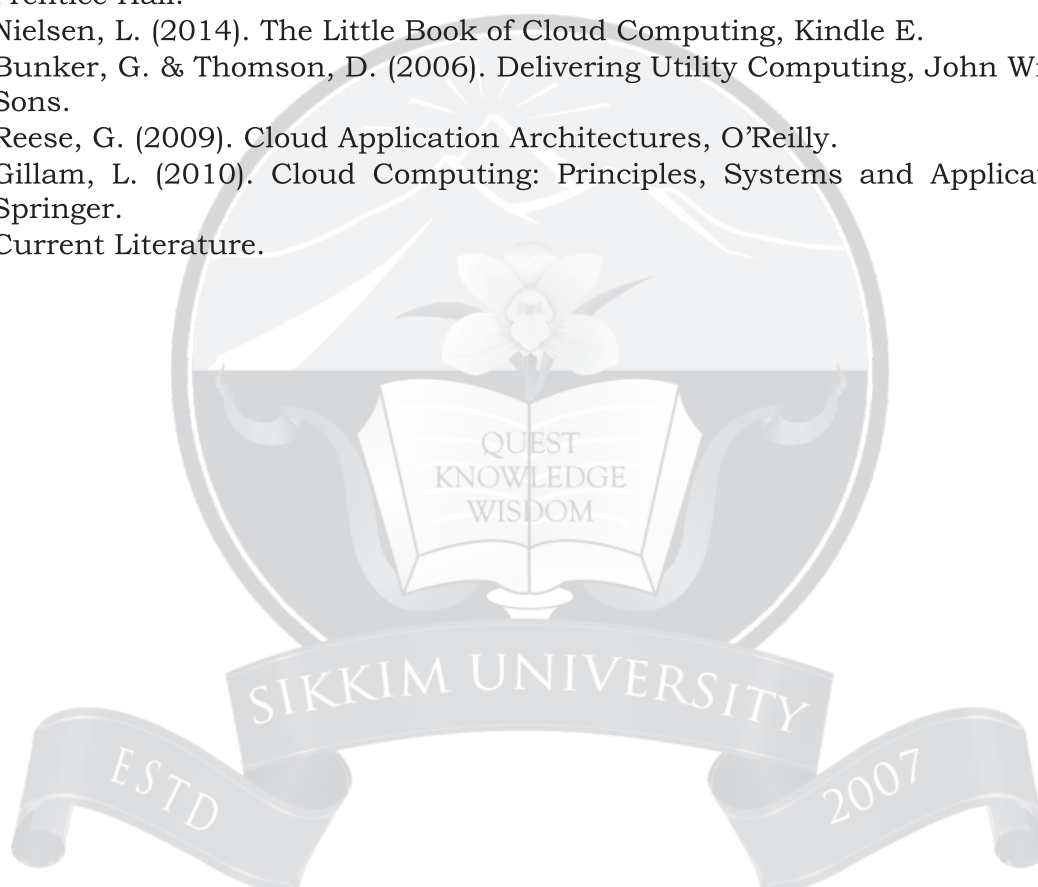 Hall.
Nielsen, L. (2014). The Little Book of Cloud Computing, Kindle E.
Bunker, G. & Thomson, D. (2006). Delivering Utility Computing, John
Sons.
Reese, G. (2009). Cloud Application Architectures, O’Reilly.
Gillam, L. (2010). Cloud Computing: Principles, Systems and
Springer.
Current Literature.
QUEST
KNOWLEDGE
WISDOM
SIKKIM UNIVERSITY
ESTD
2007